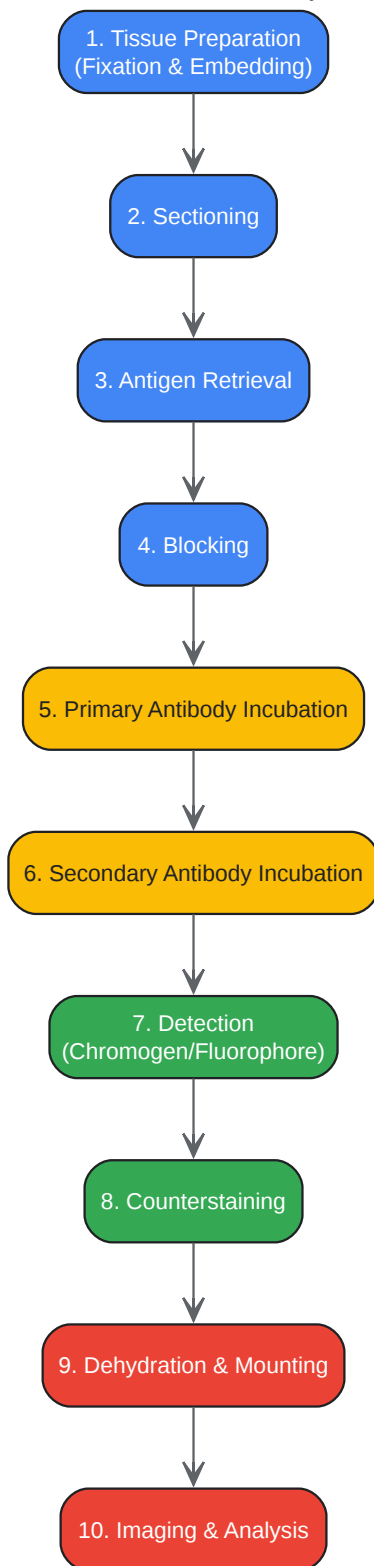 1. Tissue Preparation
(Fixation & Embedding)
2. Sectioning
3. Antigen Retrieval
4. Blocking
5. Primary Antibody Incubation
6. Secondary Antibody Incubation
7. Detection
(Chromogen/Fluorophore)
8. Counterstaining
9. Dehydration & Mounting
10. Imaging & Analysis